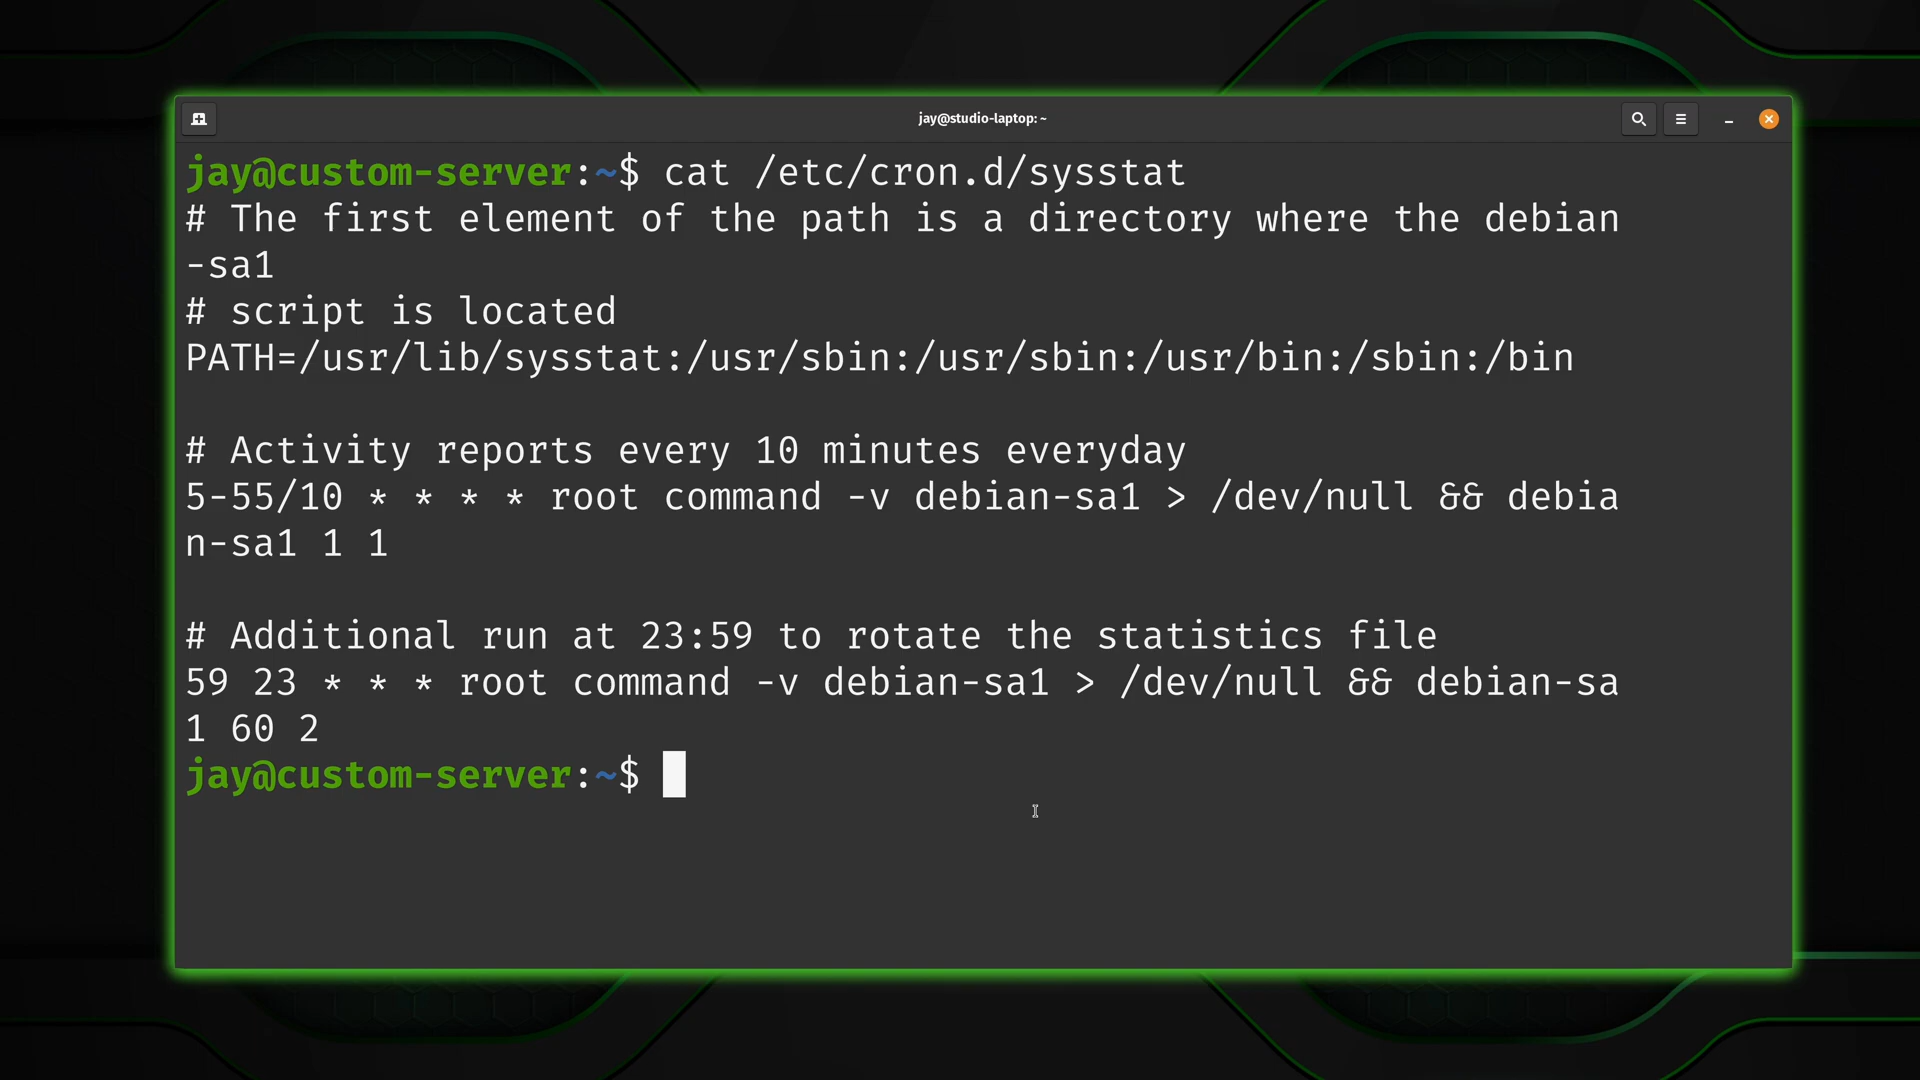 jay@studio-laptop: ~
jay@custom-server:~$ cat /etc/cron.d/sysstat
# The first element of the path is a directory where the debian
-sa1
# script is located
PATH=/usr/lib/sysstat:/usr/sbin:/usr/sbin:/usr/bin:/sbin:/bin
# Activity reports every 10 minutes everyday
5-55/10 * * * * root command -v debian-sa1 > /dev/null && debia
n-sa1 1 1
# Additional run at 23:59 to rotate the statistics file
59 23 * * * root command -v debian-sa1 > /dev/null && debian-sa
1 60 2
jay@custom-server:~$